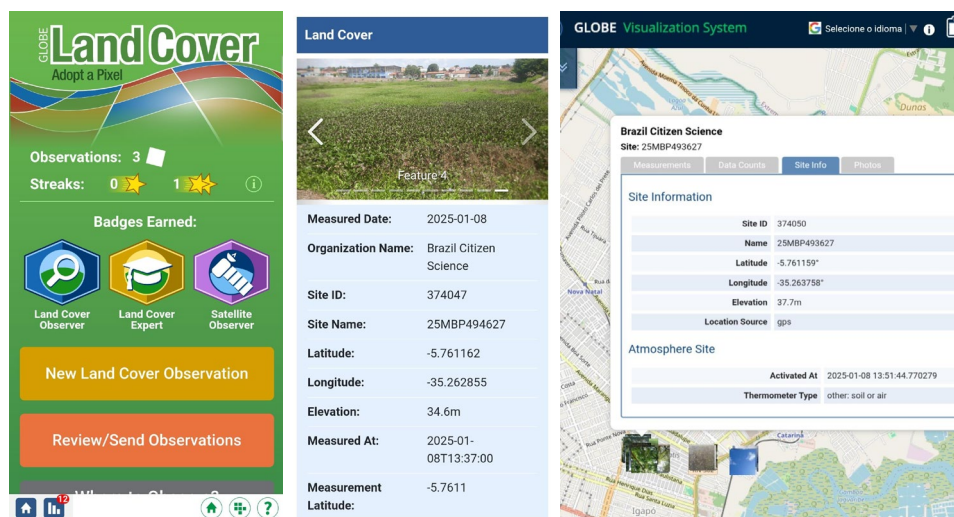 GLOBE
Land Cover
Adopt a Pixel
Observations: 3
Streaks: 0 1
Badges Earned:
Land Cover Observer
Land Cover Expert
Satellite Observer
New Land Cover Observation
Review/Send Observations
12
Land Cover
Feature 4
Measured Date: 2025-01-08
Organization Name: Brazil Citizen Science
Site ID: 374047
Site Name: 25MBP494627
Latitude: -5.761162
Longitude: -35.262855
Elevation: 34.6m
Measured At: 2025-01-08T13:37:00
Measurement Latitude: -5.7611
GLOBE Visualization System
Selecione o idioma
Dunas
Brazil Citizen Science
Site: 25MBP493627
Measurements Data Counts Site Info Photos
Site Information
Site ID 374050
Name 25MBP493627
Latitude -5.761159°
Longitude -35.263758°
Elevation 37.7m
Location Source gps
Atmosphere Site
Activated At 2025-01-08 13:51:44.770279
Thermometer Type other: soil or air
Nova Natal
Catarina
Igapó